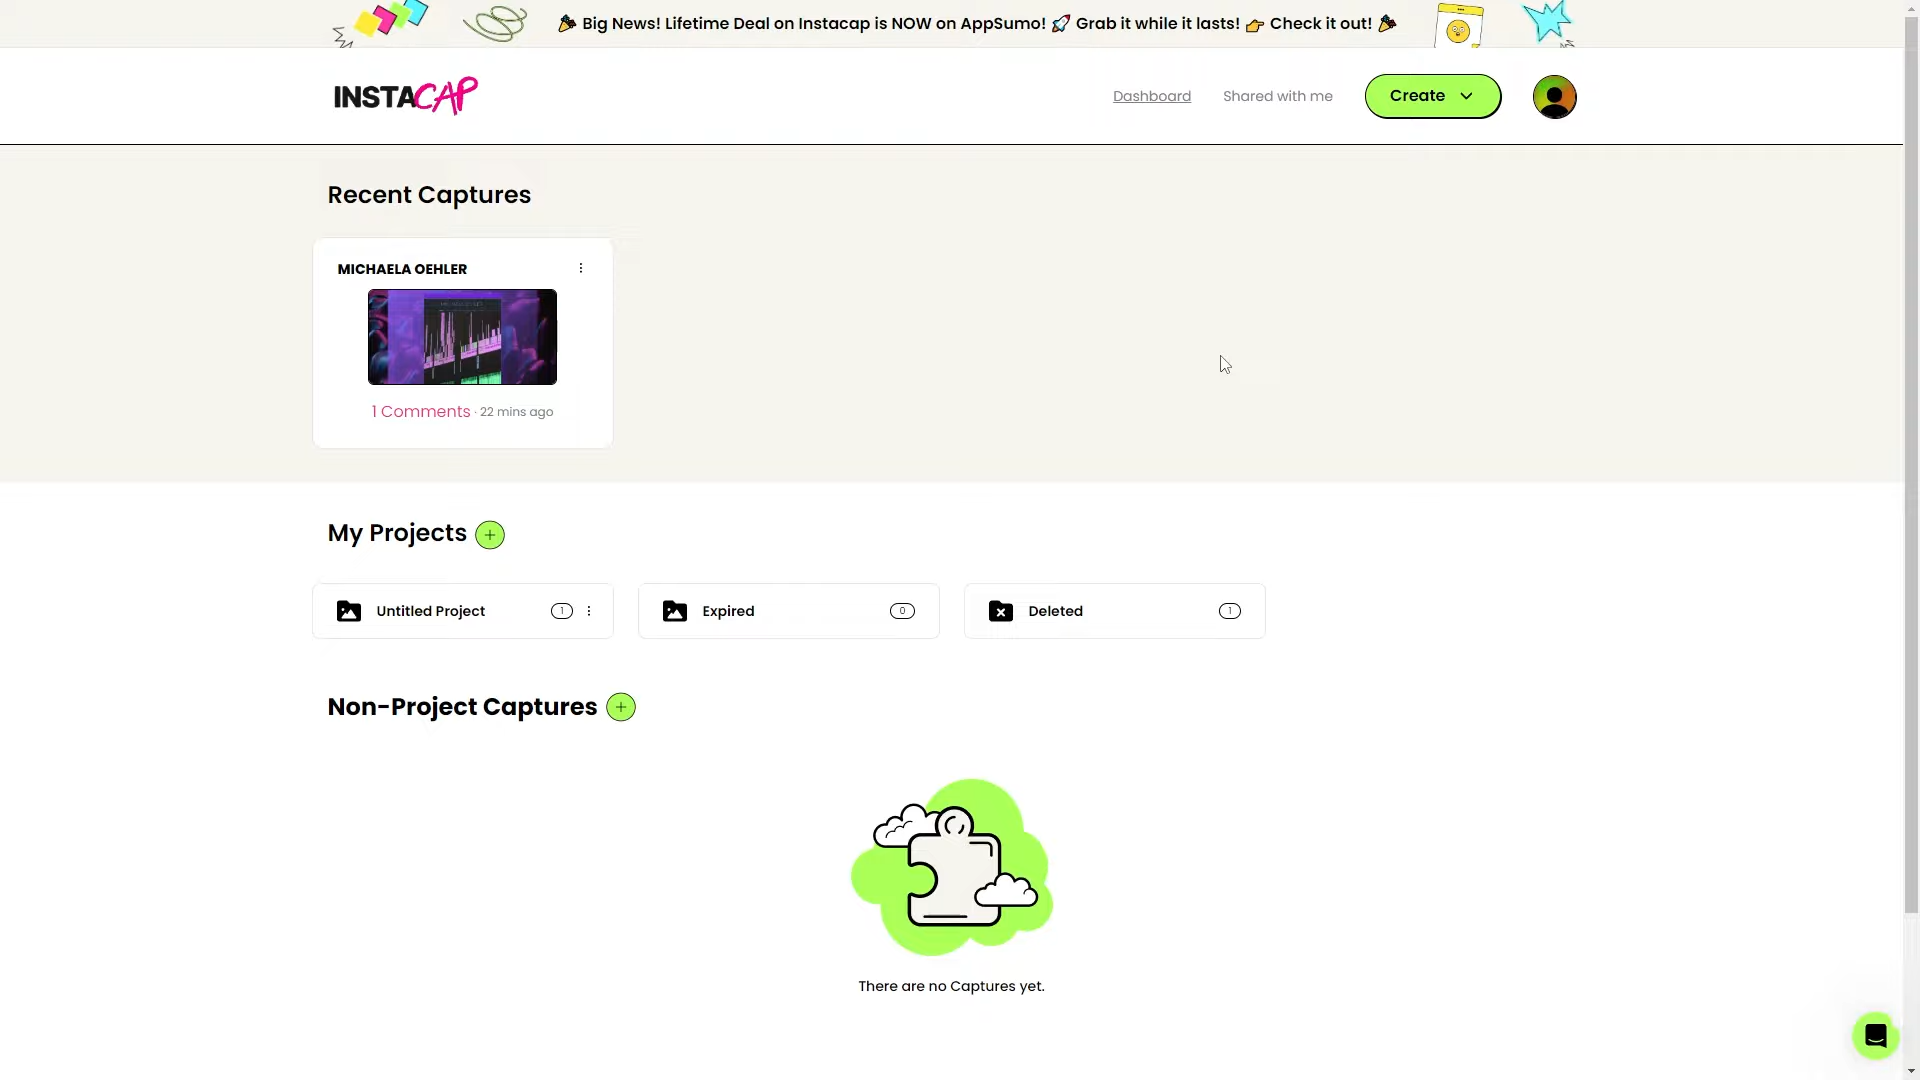 🎉 Big News! Lifetime Deal on Instacap is NOW on AppSumo! 🚀 Grab it while it lasts! 👉 Check it out! 🎉
INSTACAP
Dashboard
Shared with me
Create
Recent Captures
MICHAELA OEHLER
1 Comments · 22 mins ago
My Projects
Untitled Project 1
Expired 0
Deleted 1
Non-Project Captures
There are no Captures yet.